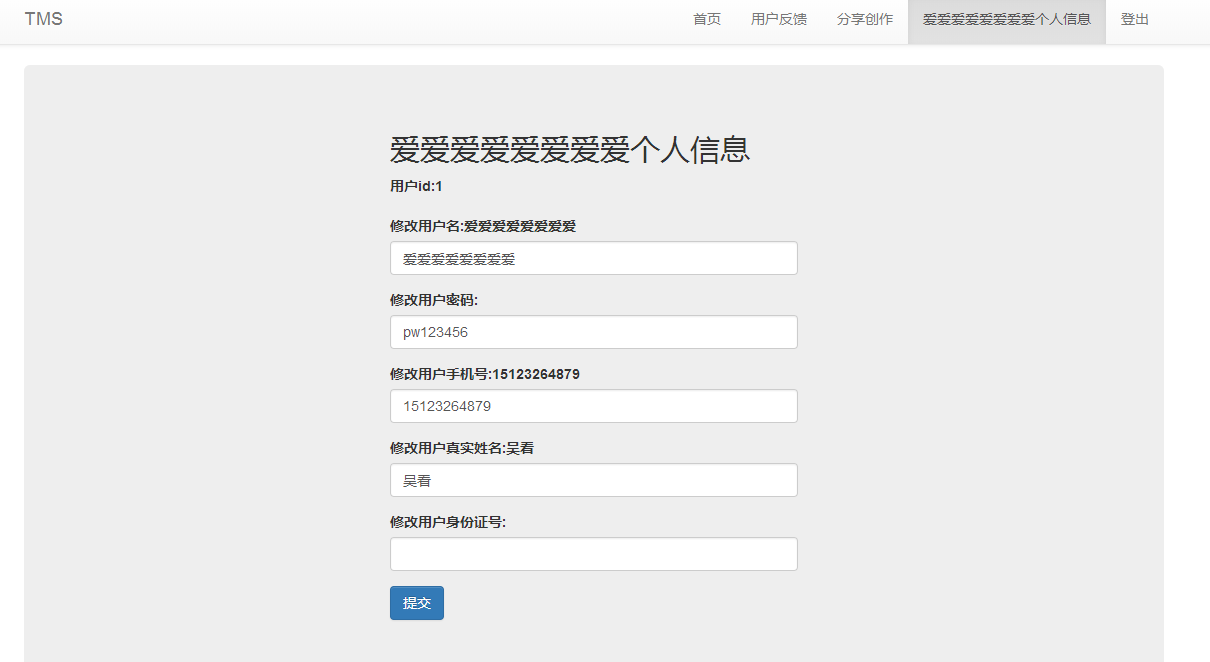 TMS 首页 用户反馈 分享创作 爱爱爱爱爱爱爱爱个人信息 登出
爱爱爱爱爱爱爱爱个人信息
用户id:1
修改用户名:爱爱爱爱爱爱爱爱
爱爱爱爱爱爱爱爱
修改用户密码:
pw123456
修改用户手机号:15123264879
15123264879
修改用户真实姓名:吴看
吴看
修改用户身份证号:
提交